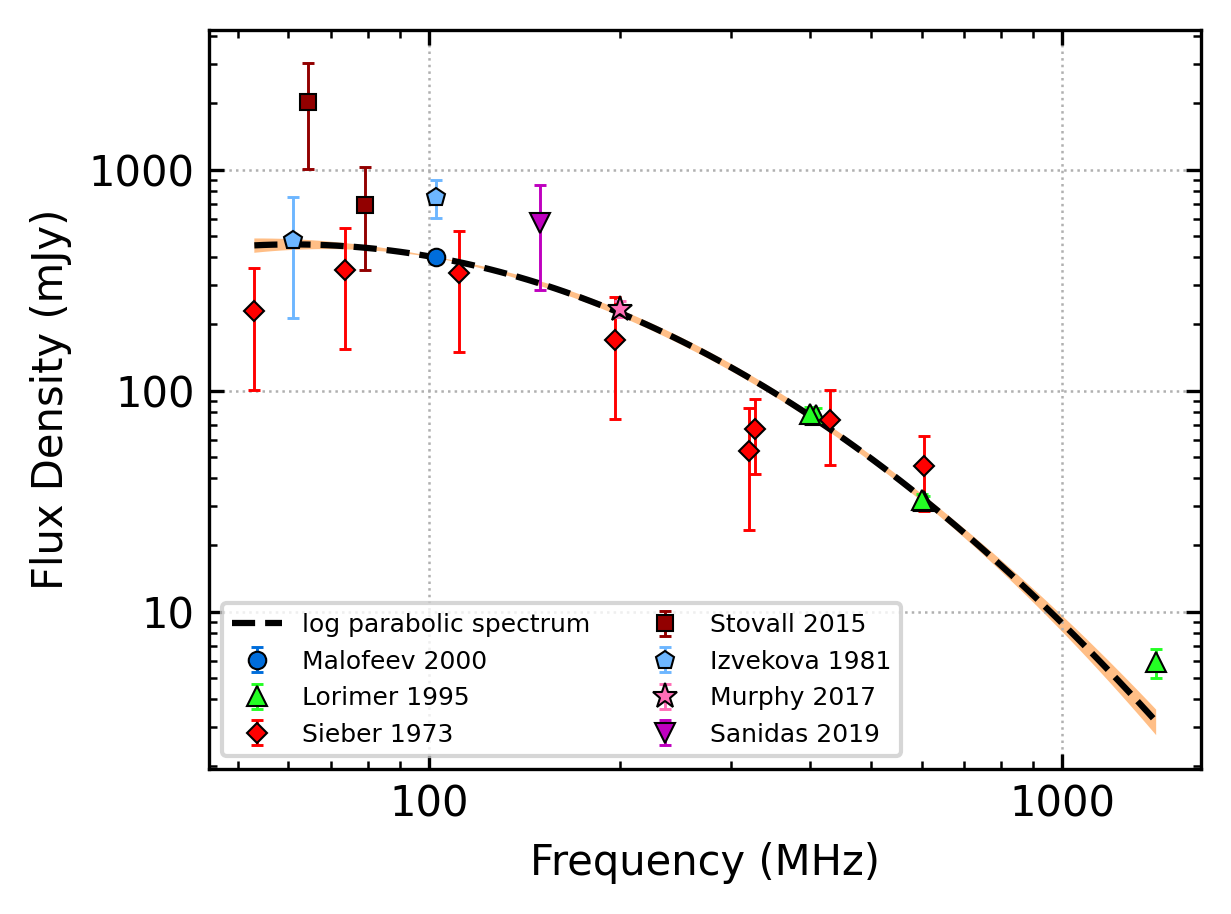 Flux Density (mJy)
1000
100
10
log parabolic spectrum
Malofeev 2000
Lorimer 1995
Sieber 1973
Stovall 2015
Izvekova 1981
Murphy 2017
Sanidas 2019
100
1000
Frequency (MHz)